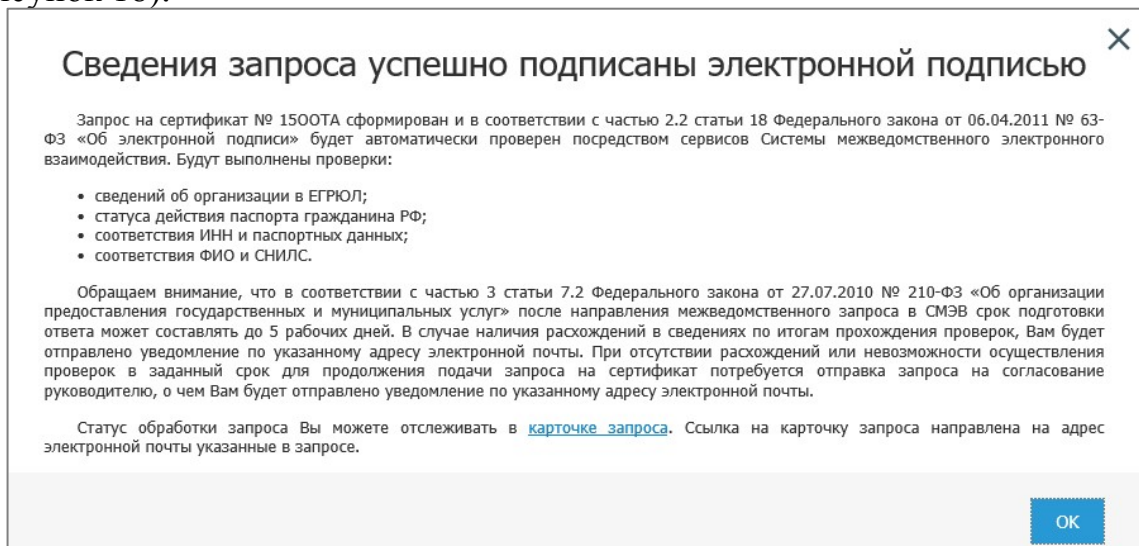 Сведения запроса успешно подписаны электронной подписью
Запрос на сертификат № 15OOTA сформирован и в соответствии с частью 2.2 статьи 18 Федерального закона от 06.04.2011 № 63-
ФЗ «Об электронной подписи» будет автоматически проверен посредством сервисов Системы межведомственного электронного
взаимодействия. Будут выполнены проверки:
• сведений об организации в ЕГРЮЛ;
• статуса действия паспорта гражданина РФ;
• соответствия ИНН и паспортных данных;
• соответствия ФИО и СНИЛС.
Обращаем внимание, что в соответствии с частью 3 статьи 7.2 Федерального закона от 27.07.2010 № 210-ФЗ «Об организации
предоставления государственных и муниципальных услуг» после направления межведомственного запроса в СМЭВ срок подготовки
ответа может составлять до 5 рабочих дней. В случае наличия расхождений в сведениях по итогам прохождения проверок, Вам будет
отправлено уведомление по указанному адресу электронной почты. При отсутствии расхождений или невозможности осуществления
проверок в заданный срок для продолжения подачи запроса на сертификат потребуется отправка запроса на согласование
руководителю, о чем Вам будет отправлено уведомление по указанному адресу электронной почты.
Статус обработки запроса Вы можете отслеживать в карточке запроса. Ссылка на карточку запроса направлена на адрес
электронной почты указанные в запросе.
ОК